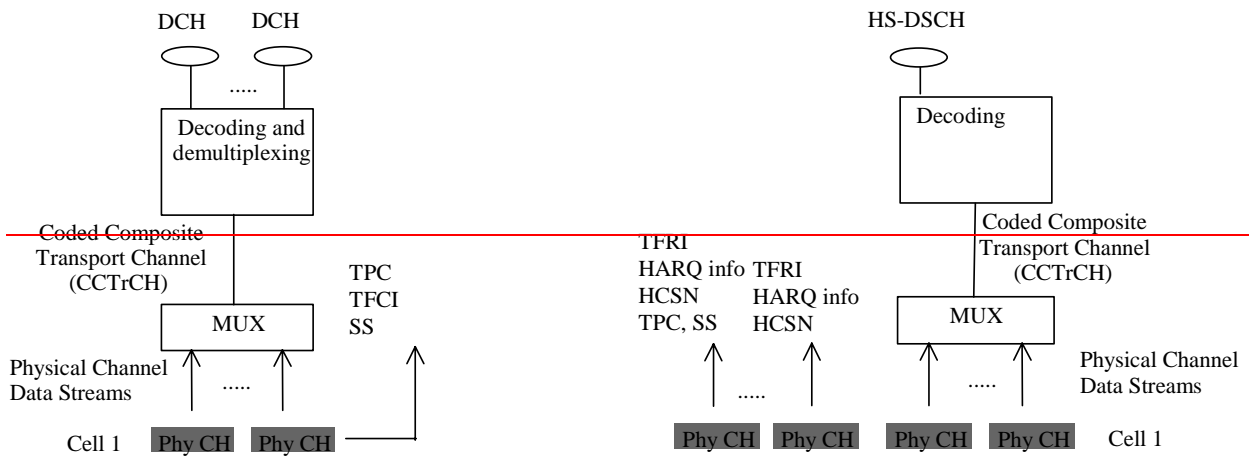 DCH
DCH
.....
Decoding and
demultiplexing
Coded Composite
Transport Channel
(CCTrCH)
TPC
TFCI
SS
MUX
Physical Channel
Data Streams
.....
Cell 1
Phy CH
Phy CH
HS-DSCH
Decoding
Coded Composite
Transport Channel
(CCTrCH)
TFRI
HARQ info
HCSN
TPC, SS
TFRI
HARQ info
HCSN
MUX
.....
.....
Physical Channel
Data Streams
Phy CH
Phy CH
Phy CH
Phy CH
Cell 1